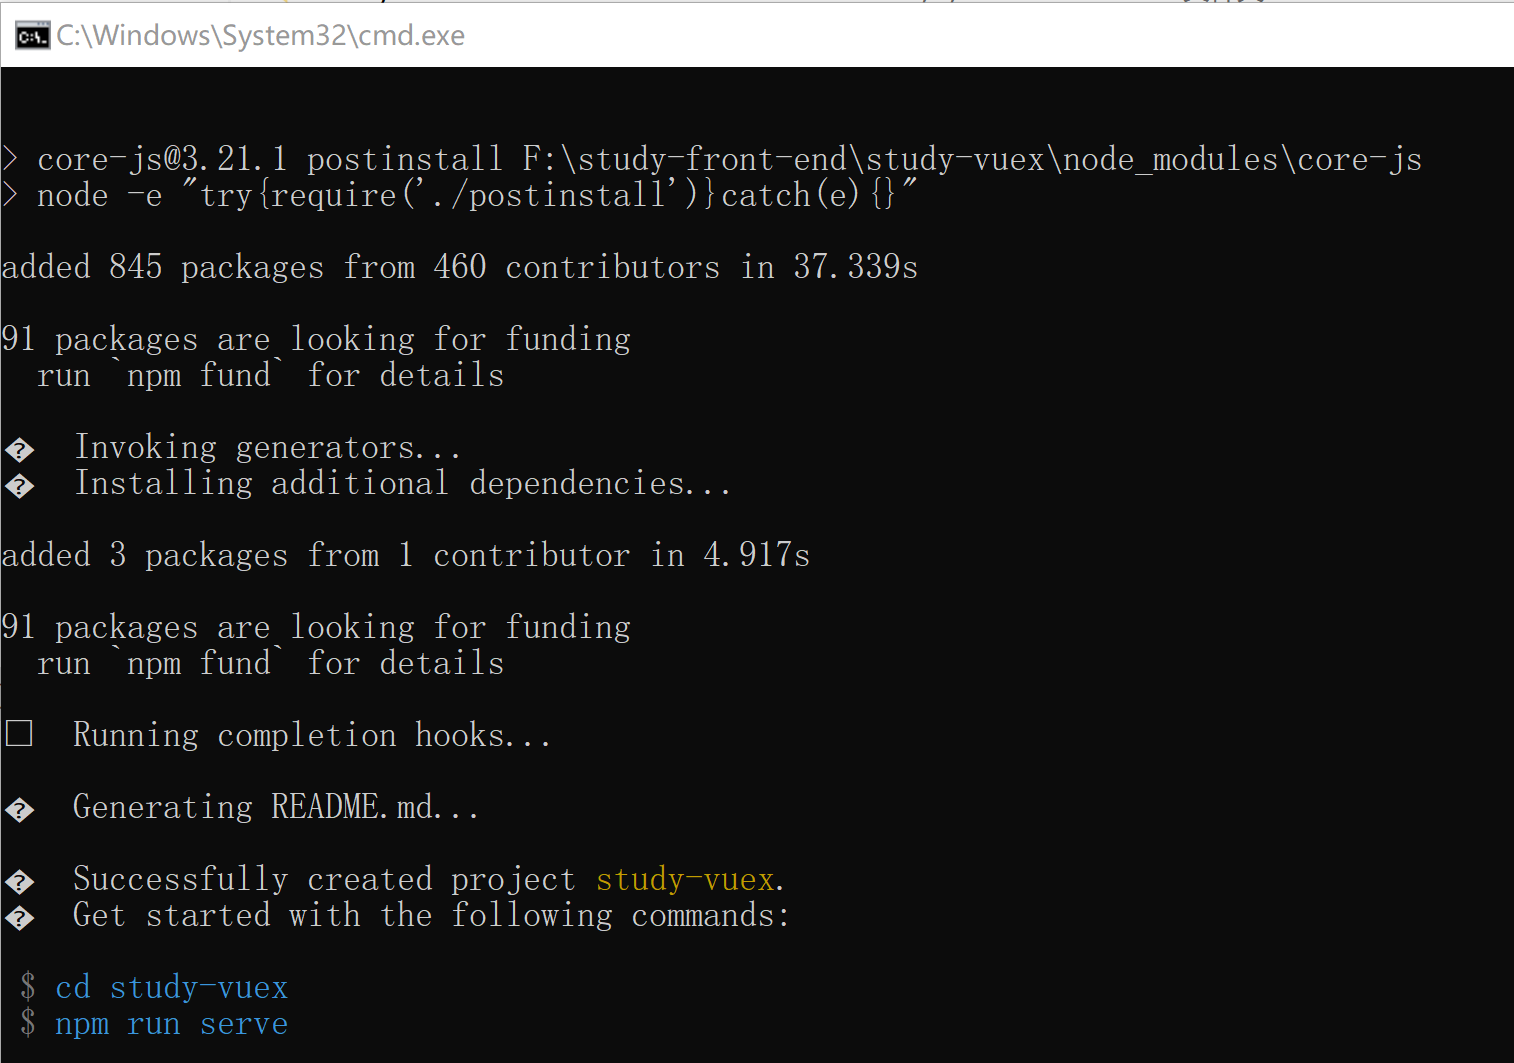 C:\Windows\System32\cmd.exe
> core-js@3.21.1 postinstall F:\study-front-end\study-vuex\node_modules\core-js
> node -e "try{require('./postinstall')}catch(e){}"
added 845 packages from 460 contributors in 37.339s
91 packages are looking for funding
run `npm fund` for details
� Invoking generators...
� Installing additional dependencies...
added 3 packages from 1 contributor in 4.917s
91 packages are looking for funding
run `npm fund` for details
□ Running completion hooks...
� Generating README.md...
� Successfully created project study-vuex.
� Get started with the following commands:
$ cd study-vuex
$ npm run serve